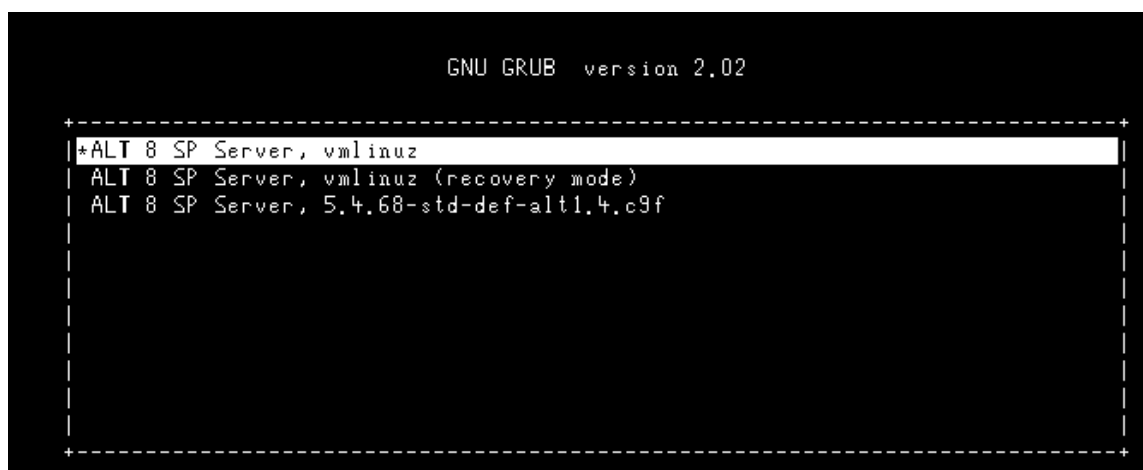 GNU GRUB  version 2.02
*ALT 8 SP Server, vmlinuz
ALT 8 SP Server, vmlinuz (recovery mode)
ALT 8 SP Server, 5.4.68-std-def-alt1.4.c9f